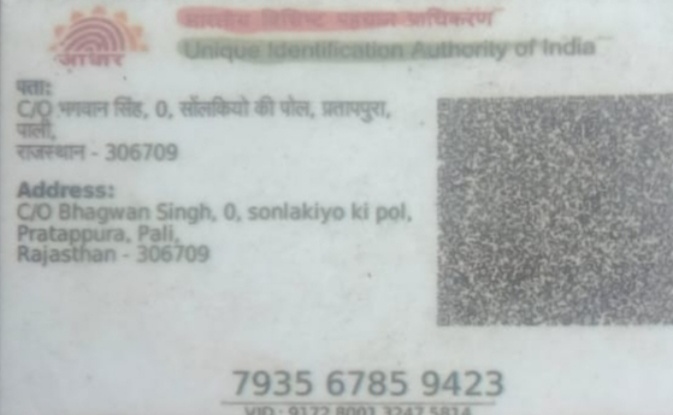 भारतीय विशिष्ट पहचान प्राधिकरण
Unique Identification Authority of India
आधार
पता:
C/O भगवान सिंह, 0, सोंलकियो की पोल, प्रतापपुरा,
पाली,
राजस्थान - 306709
Address:
C/O Bhagwan Singh, 0, sonlakiyo ki pol,
Pratappura, Pali,
Rajasthan - 306709
7935 6785 9423
VID : 9172 8001 3247 5814